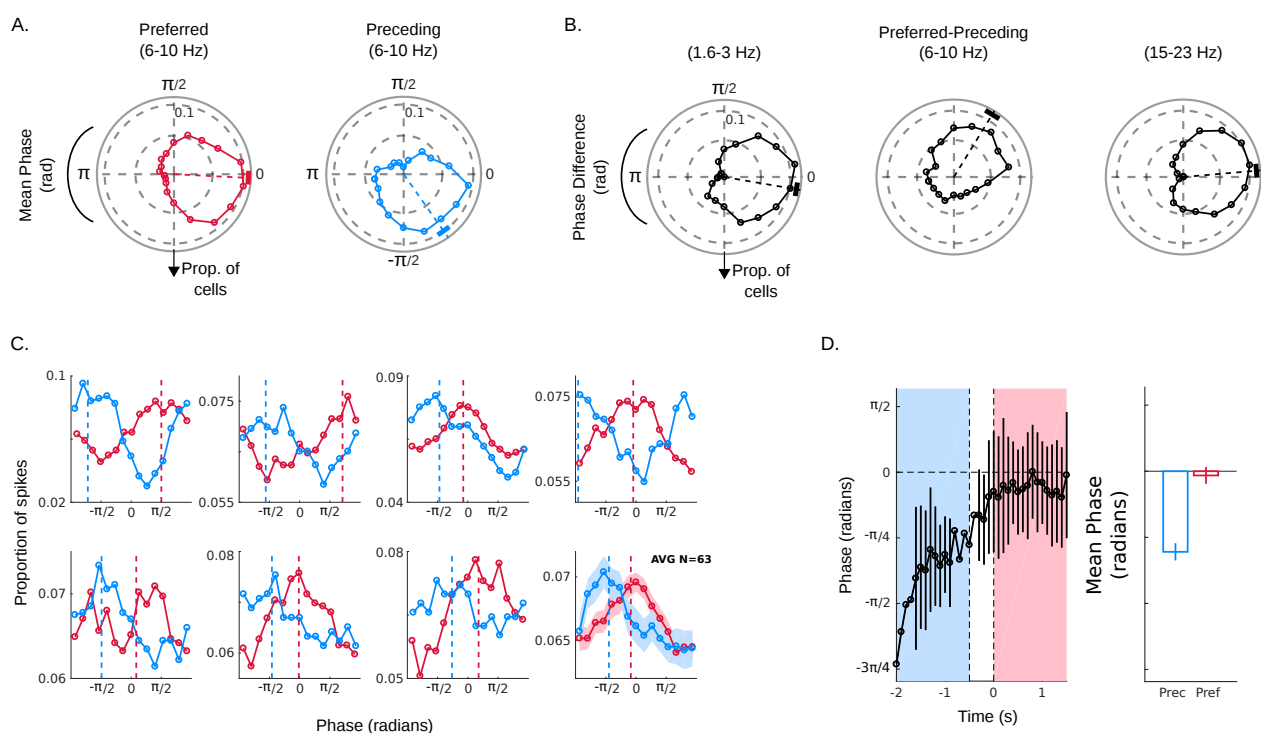 A.
Preferred
(6-10 Hz)
Preceding
(6-10 Hz)
Mean Phase
(rad)
π
π/2
0.1
0
Prop. of
cells
π
π/2
0
-π/2
B.
Preferred-Preceding
(1.6-3 Hz)
(6-10 Hz)
(15-23 Hz)
Phase Difference
(rad)
π
π/2
0.1
0
Prop. of
cells
C.
Proportion of spikes
0.1
0.02
-π/2 0 π/2
0.075
0.055
-π/2 0 π/2
0.09
0.04
-π/2 0 π/2
0.075
0.055
-π/2 0 π/2
0.07
0.06
-π/2 0 π/2
0.08
0.06
-π/2 0 π/2
0.08
0.05
-π/2 0 π/2
AVG N=63
0.07
0.065
-π/2 0 π/2
Phase (radians)
D.
Phase (radians)
π/2
0
-π/4
-π/2
-3π/4
-2 -1 0 1
Time (s)
Mean Phase
(radians)
Prec Pref